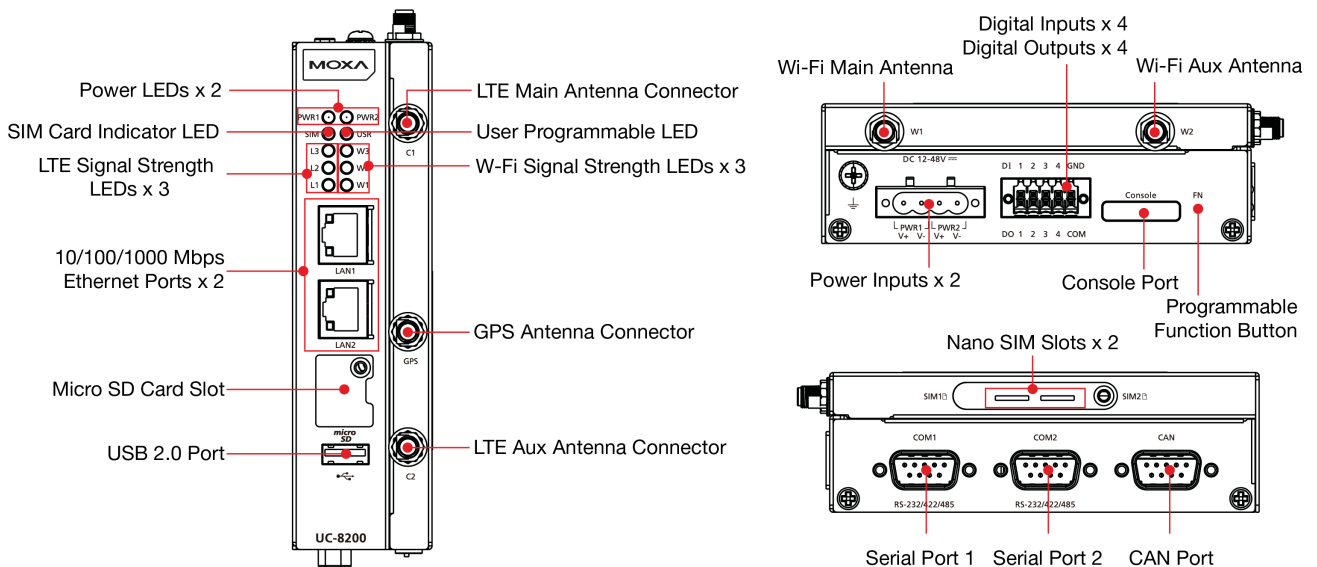 MOXA
Power LEDs x 2
PWR1
PWR2
SIM Card Indicator LED
SIM
USR
LTE Signal Strength
LEDs x 3
L3
W3
L2
L1
W1
10/100/1000 Mbps
Ethernet Ports x 2
LAN1
LAN2
Micro SD Card Slot
micro
SD
USB 2.0 Port
UC-8200
LTE Main Antenna Connector
C1
User Programmable LED
W-Fi Signal Strength LEDs x 3
GPS Antenna Connector
GPS
LTE Aux Antenna Connector
C2
Digital Inputs x 4
Digital Outputs x 4
Wi-Fi Main Antenna
Wi-Fi Aux Antenna
W1
W2
DC 12-48V
DI 1 2 3 4 GND
Console
FN
PWR1 PWR2
V+ V- V+ V-
DO 1 2 3 4 COM
Power Inputs x 2
Console Port
Programmable
Function Button
Nano SIM Slots x 2
SIM1
SIM2
COM1
COM2
CAN
RS-232/422/485
RS-232/422/485
Serial Port 1
Serial Port 2
CAN Port